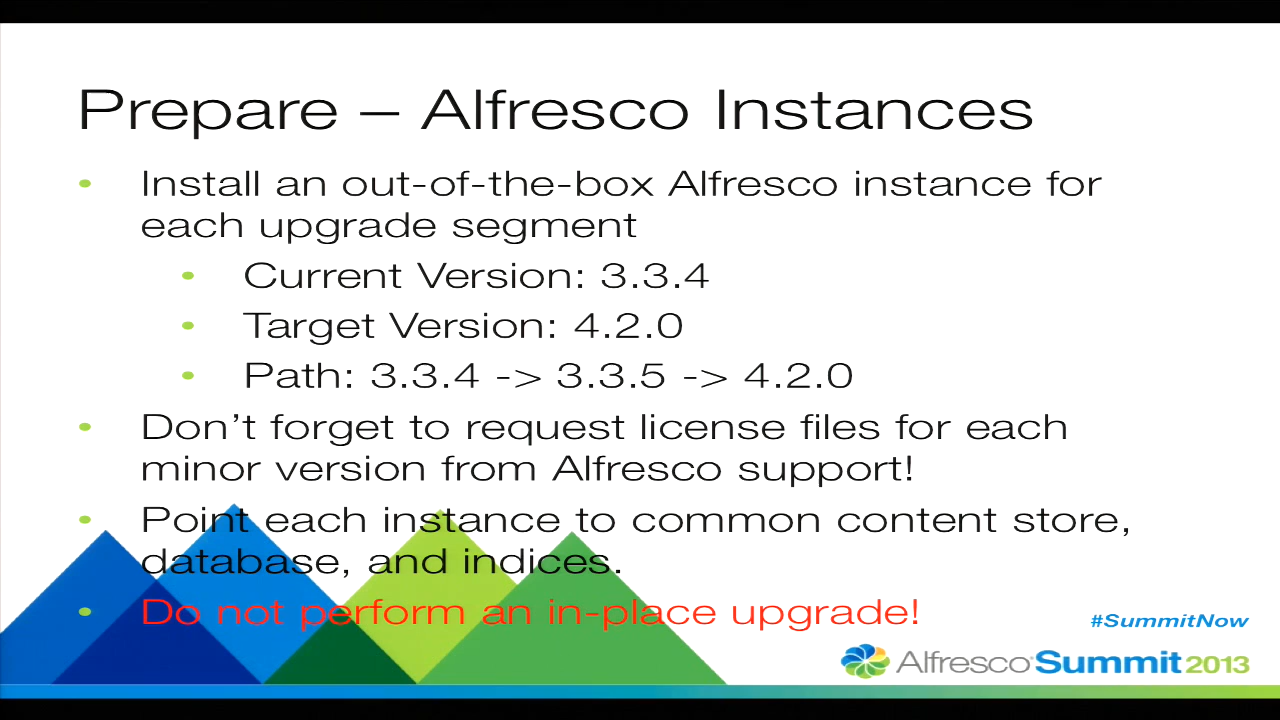 Prepare – Alfresco Instances
• Install an out-of-the-box Alfresco instance for
each upgrade segment
• Current Version: 3.3.4
• Target Version: 4.2.0
• Path: 3.3.4 -> 3.3.5 -> 4.2.0
• Don’t forget to request license files for each
minor version from Alfresco support!
• Point each instance to common content store,
database, and indices.
• Do not perform an in-place upgrade!
#SummitNow
Alfresco Summit 2013